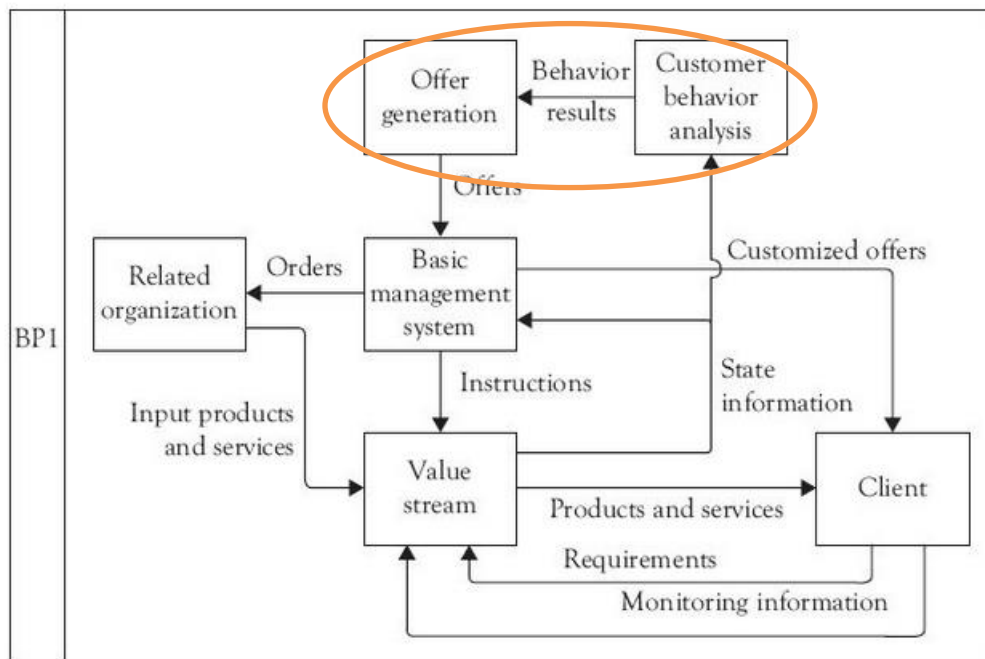 BP1
Offer
generation
Behavior
results
Customer
behavior
analysis
Offers
Related
organization
Orders
Basic
management
system
Customized offers
Instructions
State
information
Input products
and services
Value
stream
Products and services
Client
Requirements
Monitoring information